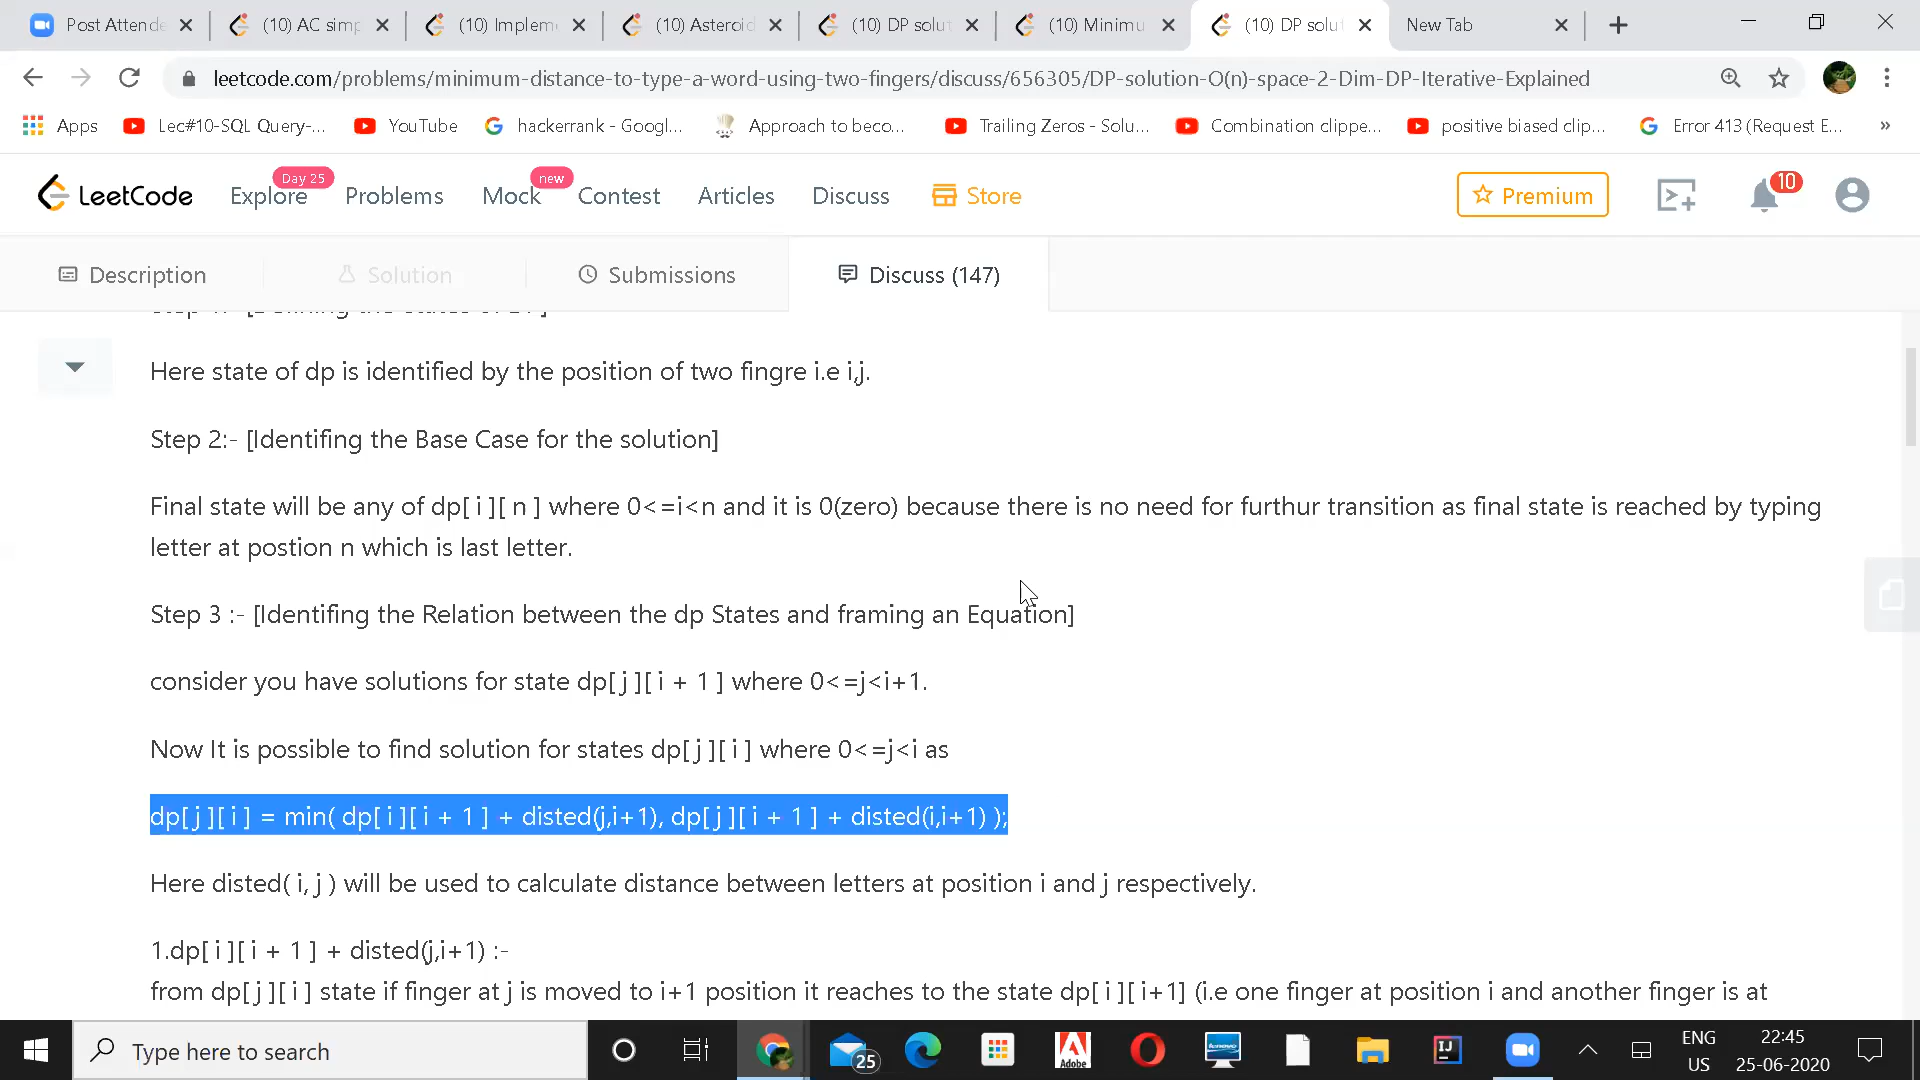 Post Attende
(10) AC simp
(10) Implem
(10) Asteroid
(10) DP solut
(10) Minimu
(10) DP solut
New Tab
leetcode.com/problems/minimum-distance-to-type-a-word-using-two-fingers/discuss/656305/DP-solution-O(n)-space-2-Dim-DP-Iterative-Explained
Apps
Lec#10-SQL Query-...
YouTube
hackerrank - Googl...
Approach to beco...
Trailing Zeros - Solu...
Combination clippe...
positive biased clip...
Error 413 (Request E...
»
LeetCode
Explore
Day 25
Problems
Mock
new
Contest
Articles
Discuss
Store
Premium
10
Description
Solution
Submissions
Discuss (147)
Here state of dp is identified by the position of two fingre i.e i,j.
Step 2:- [Identifing the Base Case for the solution]
Final state will be any of dp[ i ][ n ] where 0<=i<n and it is 0(zero) because there is no need for furthur transition as final state is reached by typing
letter at postion n which is last letter.
Step 3 :- [Identifing the Relation between the dp States and framing an Equation]
consider you have solutions for state dp[ j ][ i + 1 ] where 0<=j<i+1.
Now It is possible to find solution for states dp[ j ][ i ] where 0<=j<i as
dp[ j ][ i ] = min( dp[ i ][ i + 1 ] + disted(j,i+1), dp[ j ][ i + 1 ] + disted(i,i+1) );
Here disted( i, j ) will be used to calculate distance between letters at position i and j respectively.
1.dp[ i ][ i + 1 ] + disted(j,i+1) :-
from dp[ j ][ i ] state if finger at j is moved to i+1 position it reaches to the state dp[ i ][ i+1] (i.e one finger at position i and another finger is at
Type here to search
25
Adobe
lenovo
IJ
ENG
US
22:45
25-06-2020